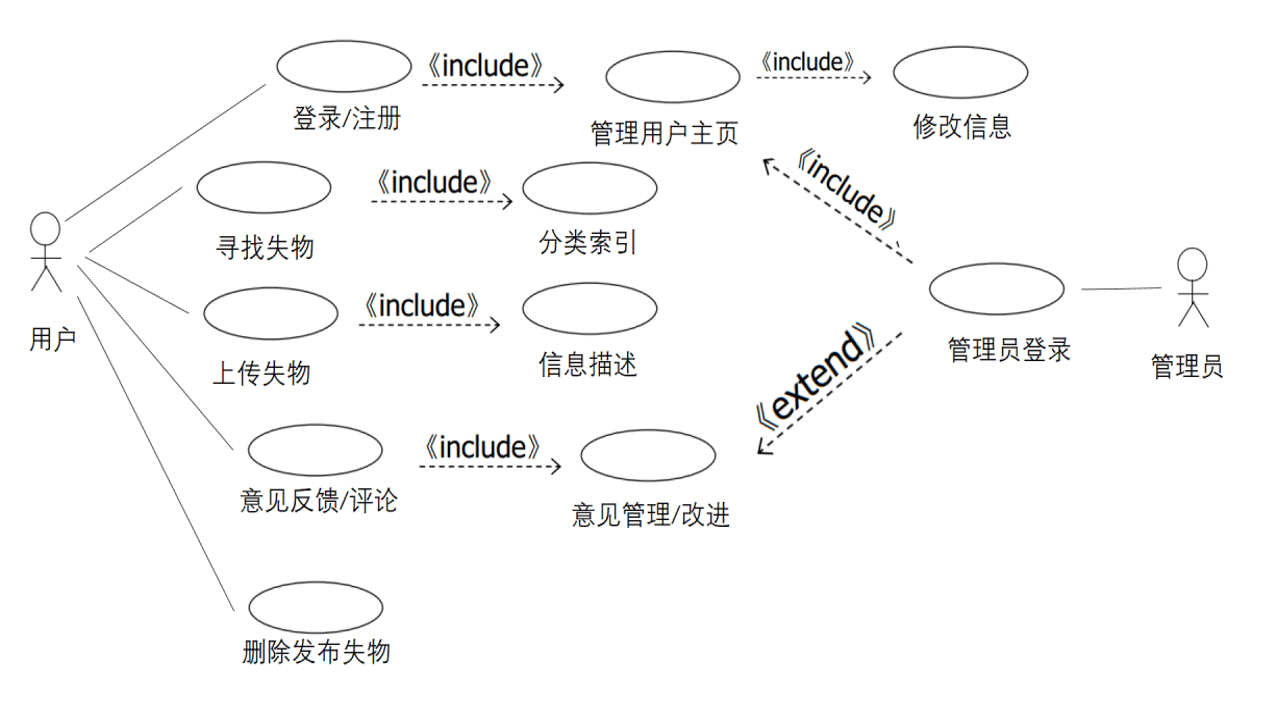 《include》
《include》
登录/注册
管理用户主页
修改信息
《include》
《include》
寻找失物
分类索引
《include》
用户
上传失物
信息描述
管理员登录
管理员
《extend》
《include》
意见反馈/评论
意见管理/改进
删除发布失物